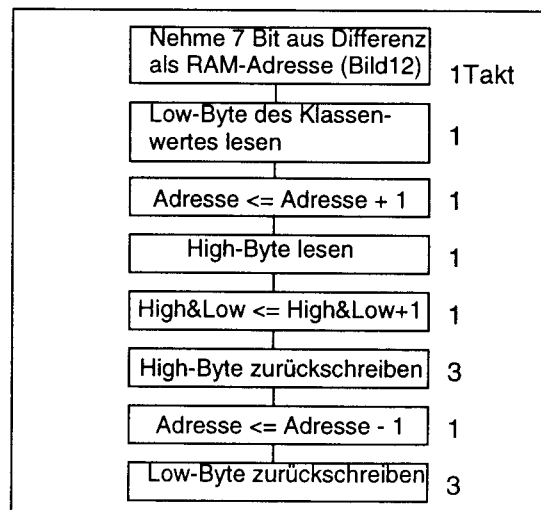 Nehme 7 Bit aus Differenz
als RAM-Adresse (Bild12)
1Takt
Low-Byte des Klassen-
wertes lesen
1
Adresse <= Adresse + 1
1
High-Byte lesen
1
High&Low <= High&Low+1
1
High-Byte zurückschreiben
3
Adresse <= Adresse - 1
1
Low-Byte zurückschreiben
3